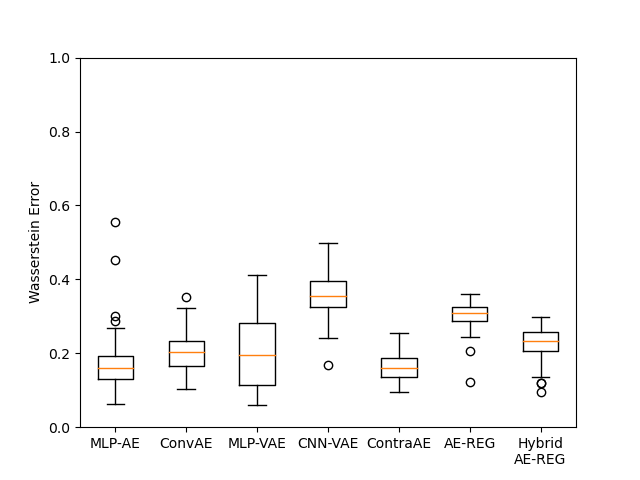 1.0
0.8
0.6
0.4
0.2
0.0
Wasserstein Error
MLP-AE ConvAE MLP-VAE CNN-VAE ContraAE AE-REG Hybrid
AE-REG